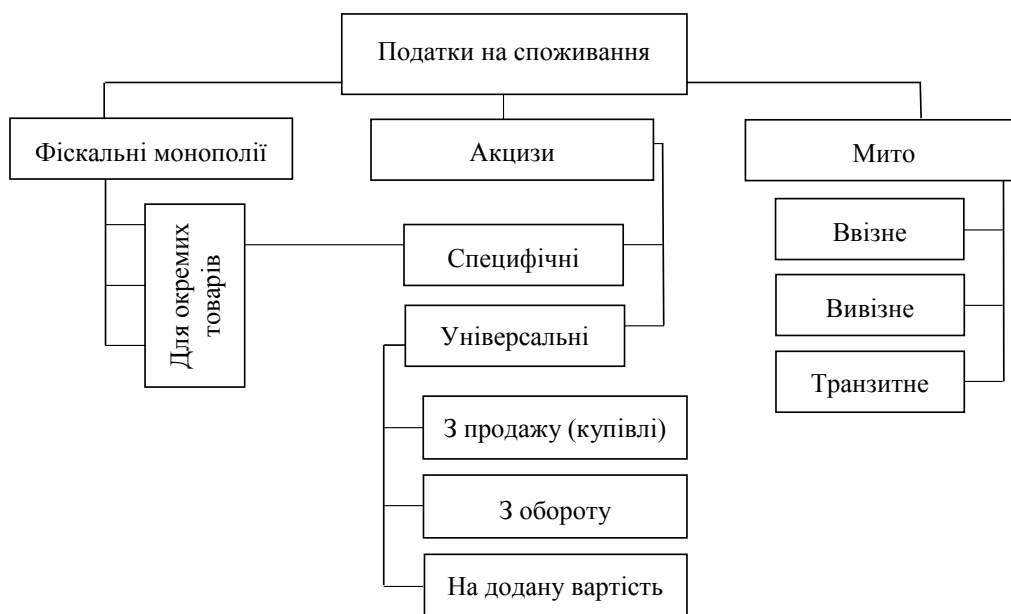 Податки на споживання
Фіскальні монополії
Акцизи
Мито
Для окремих
товарів
Специфічні
Універсальні
З продажу (купівлі)
З обороту
На додану вартість
Ввізне
Вивізне
Транзитне